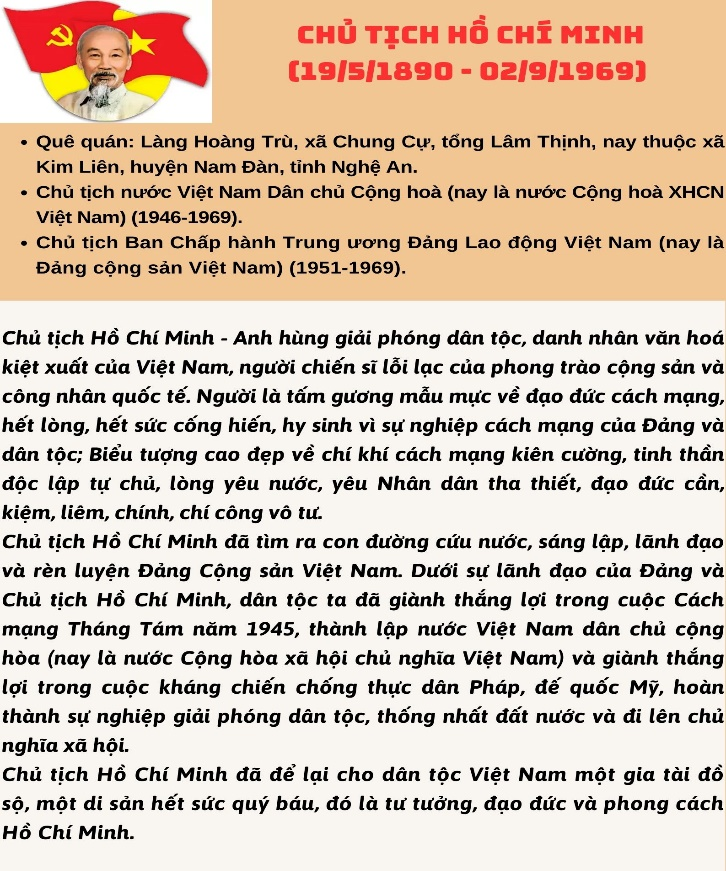 CHỦ TỊCH HỒ CHÍ MINH
(19/5/1890 - 02/9/1969)
• Quê quán: Làng Hoàng Trù, xã Chung Cự, tổng Lâm Thịnh, nay thuộc xã
Kim Liên, huyện Nam Đàn, tỉnh Nghệ An.
• Chủ tịch nước Việt Nam Dân chủ Cộng hoà (nay là nước Cộng hoà XHCN
Việt Nam) (1946-1969).
• Chủ tịch Ban Chấp hành Trung ương Đảng Lao động Việt Nam (nay là
Đảng cộng sản Việt Nam) (1951-1969).
Chủ tịch Hồ Chí Minh - Anh hùng giải phóng dân tộc, danh nhân văn hoá
kiệt xuất của Việt Nam, người chiến sĩ lỗi lạc của phong trào cộng sản và
công nhân quốc tế. Người là tấm gương mẫu mực về đạo đức cách mạng,
hết lòng, hết sức cống hiến, hy sinh vì sự nghiệp cách mạng của Đảng và
dân tộc; Biểu tượng cao đẹp về chí khí cách mạng kiên cường, tinh thần
độc lập tự chủ, lòng yêu nước, yêu Nhân dân tha thiết, đạo đức cần,
kiệm, liêm, chính, chí công vô tư.
Chủ tịch Hồ Chí Minh đã tìm ra con đường cứu nước, sáng lập, lãnh đạo
và rèn luyện Đảng Cộng sản Việt Nam. Dưới sự lãnh đạo của Đảng và
Chủ tịch Hồ Chí Minh, dân tộc ta đã giành thắng lợi trong cuộc Cách
mạng Tháng Tám năm 1945, thành lập nước Việt Nam dân chủ cộng
hòa (nay là nước Cộng hòa xã hội chủ nghĩa Việt Nam) và giành thắng
lợi trong cuộc kháng chiến chống thực dân Pháp, đế quốc Mỹ, hoàn
thành sự nghiệp giải phóng dân tộc, thống nhất đất nước và đi lên chủ
nghĩa xã hội.
Chủ tịch Hồ Chí Minh đã để lại cho dân tộc Việt Nam một gia tài đồ
sộ, một di sản hết sức quý báu, đó là tư tưởng, đạo đức và phong cách
Hồ Chí Minh.